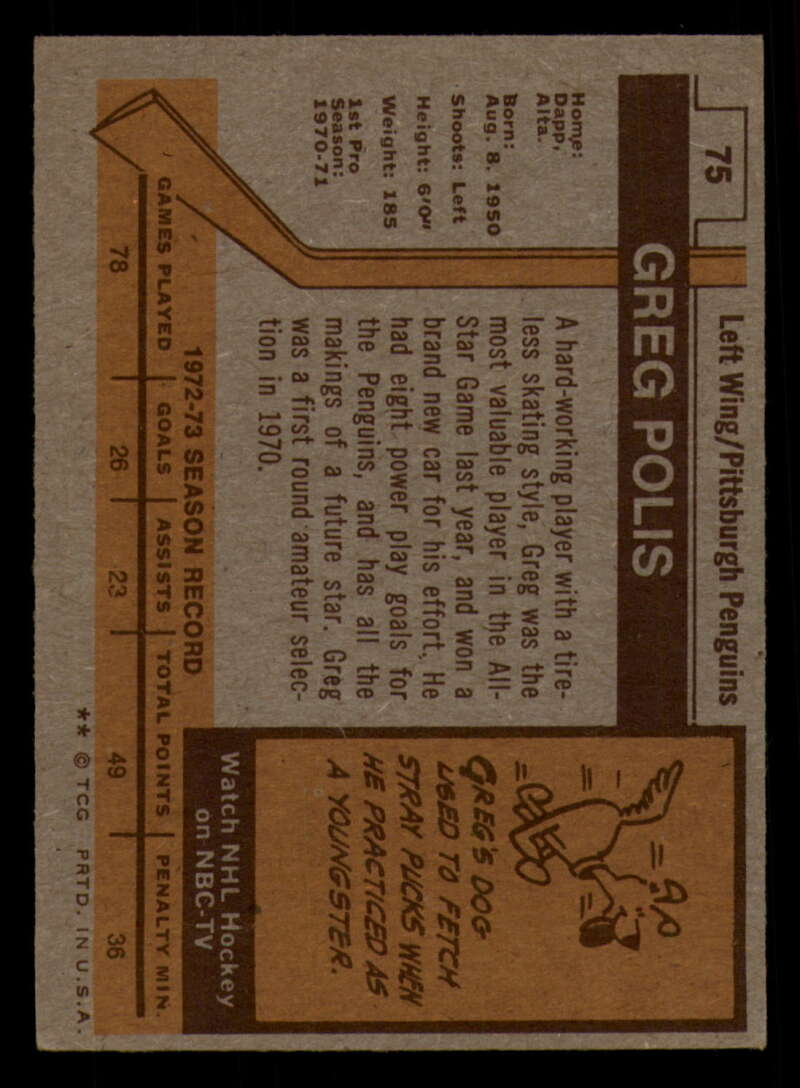 75
Left Wing/Pittsburgh Penguins
GREG POLIS
Home:
Dapp,
Alta.
Born:
Aug. 8. 1950
Shoots: Left
Height: 6'0"
Weight: 185
1st Pro
Season:
1970-71
A hard-working player with a tire-
less skating style, Greg was the
most valuable player in the All-
Star Game last year, and won a
brand new car for his effort. He
had eight power play goals for
the Penguins, and has all the
makings of a future star. Greg
was a first round amateur selec-
tion in 1970.
GREG'S DOG
USED TO FETCH
STRAY PUCKS WHEN
HE PRACTICED AS
A YOUNGSTER.
Watch NHL Hockey
on NBC-TV
1972-73 SEASON RECORD
GAMES PLAYED GOALS ASSISTS TOTAL POINTS PENALTY MIN.
78 26 23 49 36
** © TCG PRTD. IN U.S.A.